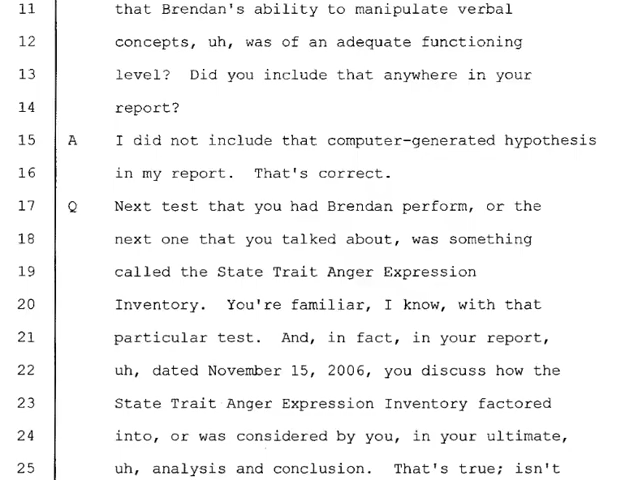 11 that Brendan's ability to manipulate verbal
12 concepts, uh, was of an adequate functioning
13 level? Did you include that anywhere in your
14 report?
15 A I did not include that computer-generated hypothesis
16 in my report. That's correct.
17 Q Next test that you had Brendan perform, or the
18 next one that you talked about, was something
19 called the State Trait Anger Expression
20 Inventory. You're familiar, I know, with that
21 particular test. And, in fact, in your report,
22 uh, dated November 15, 2006, you discuss how the
23 State Trait Anger Expression Inventory factored
24 into, or was considered by you, in your ultimate,
25 uh, analysis and conclusion. That's true; isn't